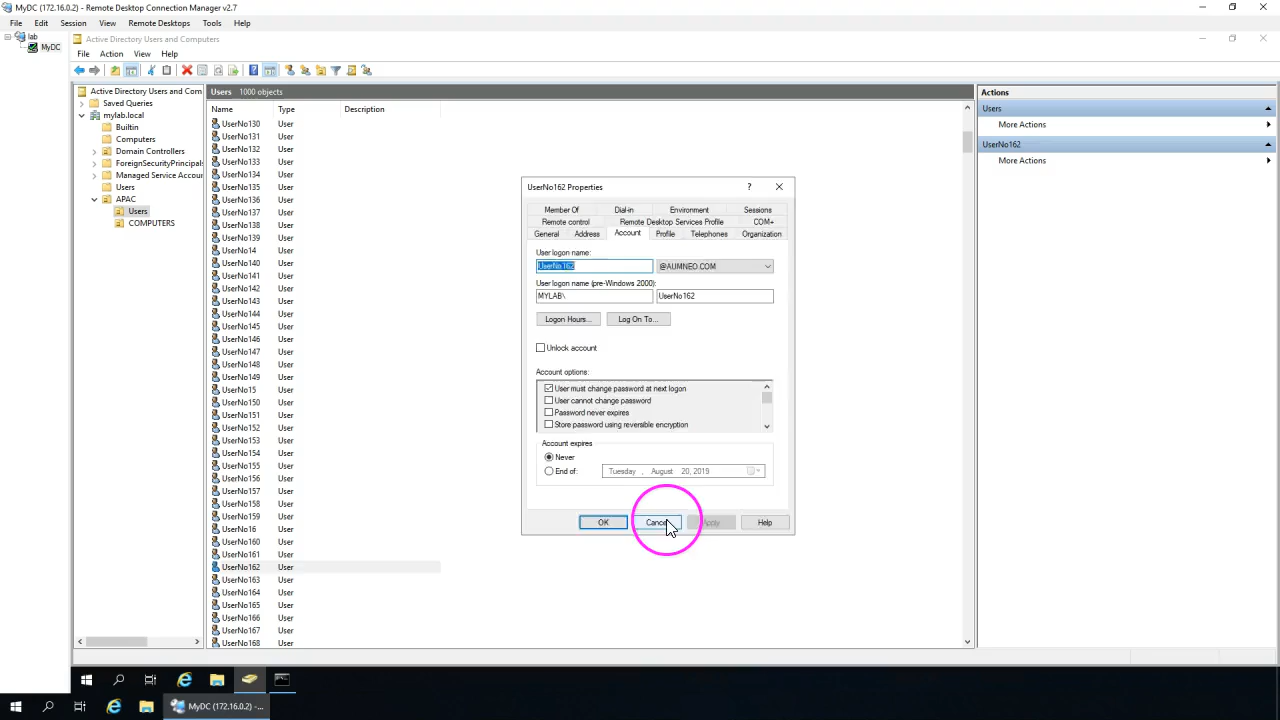 MyDC (172.16.0.2) - Remote Desktop Connection Manager v2.7
File Edit Session View Remote Desktops Tools Help
lab
MyDC
Active Directory Users and Computers
File Action View Help
Active Directory Users and Com
Saved Queries
mylab.local
Builtin
Computers
Domain Controllers
ForeignSecurityPrincipals
Managed Service Accou
Users
APAC
Users
COMPUTERS
Users 1000 objects
Name Type Description
UserNo130 User
UserNo131 User
UserNo132 User
UserNo133 User
UserNo134 User
UserNo135 User
UserNo136 User
UserNo137 User
UserNo138 User
UserNo139 User
UserNo14 User
UserNo140 User
UserNo141 User
UserNo142 User
UserNo143 User
UserNo144 User
UserNo145 User
UserNo146 User
UserNo147 User
UserNo148 User
UserNo149 User
UserNo15 User
UserNo150 User
UserNo151 User
UserNo152 User
UserNo153 User
UserNo154 User
UserNo155 User
UserNo156 User
UserNo157 User
UserNo158 User
UserNo159 User
UserNo16 User
UserNo160 User
UserNo161 User
UserNo162 User
UserNo163 User
UserNo164 User
UserNo165 User
UserNo166 User
UserNo167 User
UserNo168 User
UserNo162 Properties ?
Member Of Dial-in Environment Sessions
Remote control Remote Desktop Services Profile COM+
General Address Account Profile Telephones Organization
User logon name:
UserNo162 @AUMNEO.COM
User logon name (pre-Windows 2000):
MYLAB\ UserNo162
Logon Hours... Log On To...
Unlock account
Account options:
User must change password at next logon
User cannot change password
Password never expires
Store password using reversible encryption
Account expires
Never
End of: Tuesday , August 20, 2019
OK Cancel Apply Help
Actions
Users
More Actions
UserNo162
More Actions
MyDC (172.16.0.2) -...